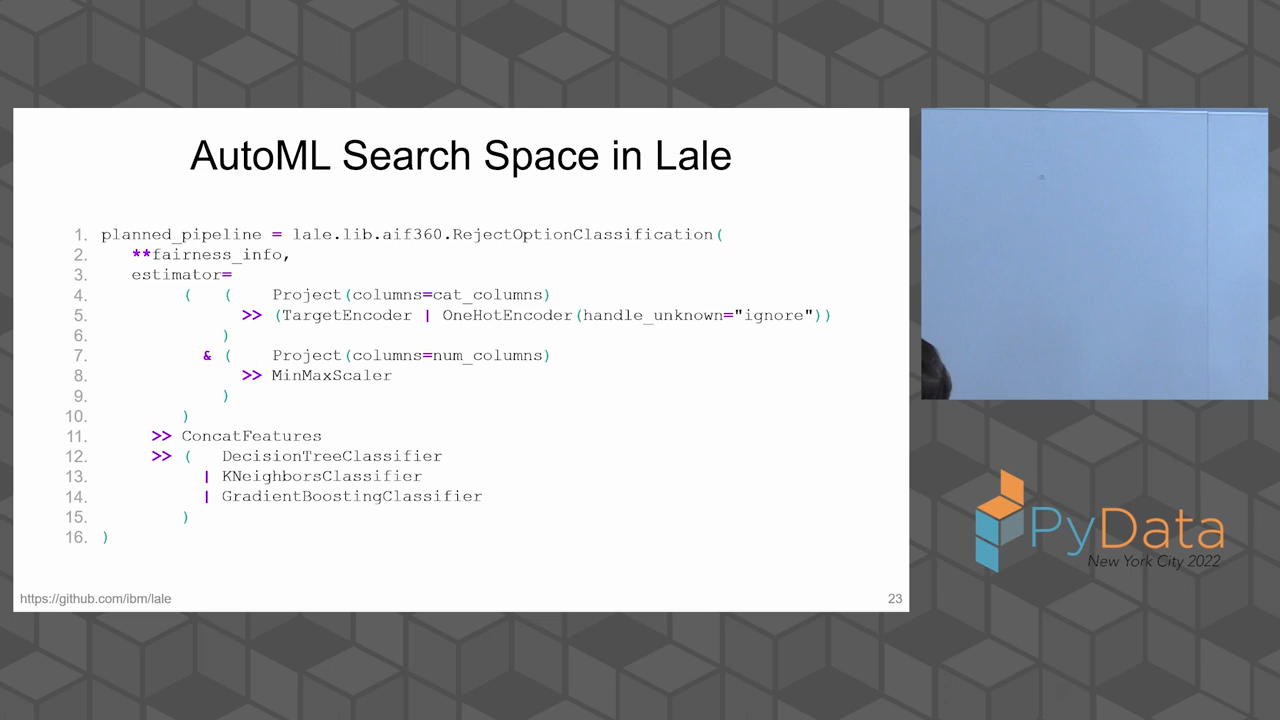 AutoML Search Space in Lale
1. planned_pipeline = lale.lib.aif360.RejectOptionClassification(
2. **fairness_info,
3. estimator=
4. ( ( Project(columns=cat_columns)
5. >> (TargetEncoder | OneHotEncoder(handle_unknown="ignore"))
6. )
7. & ( Project(columns=num_columns)
8. >> MinMaxScaler
9. )
10. )
11. >> ConcatFeatures
12. >> ( DecisionTreeClassifier
13. | KNeighborsClassifier
14. | GradientBoostingClassifier
15. )
16. )
https://github.com/ibm/lale
23
PyData
New York City 2022